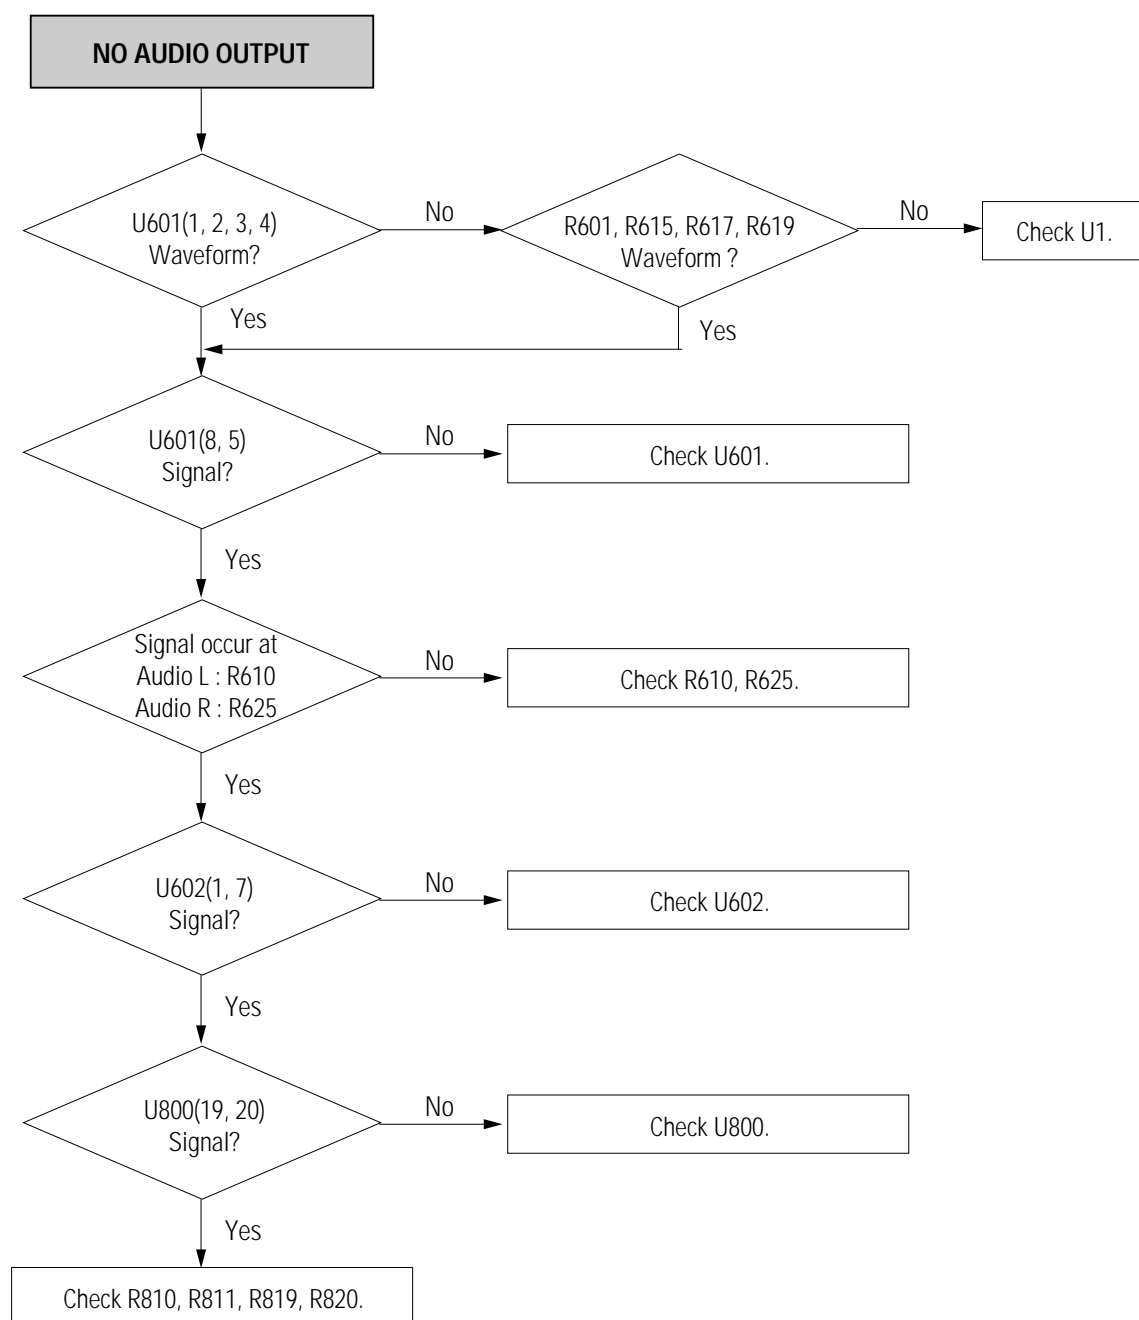 NO AUDIO OUTPUT
U601(1, 2, 3, 4)
Waveform?
No
R601, R615, R617, R619
Waveform ?
No
Check U1.
Yes
Yes
U601(8, 5)
Signal?
No
Check U601.
Yes
Signal occur at
Audio L : R610
Audio R : R625
No
Check R610, R625.
Yes
U602(1, 7)
Signal?
No
Check U602.
Yes
U800(19, 20)
Signal?
No
Check U800.
Yes
Check R810, R811, R819, R820.